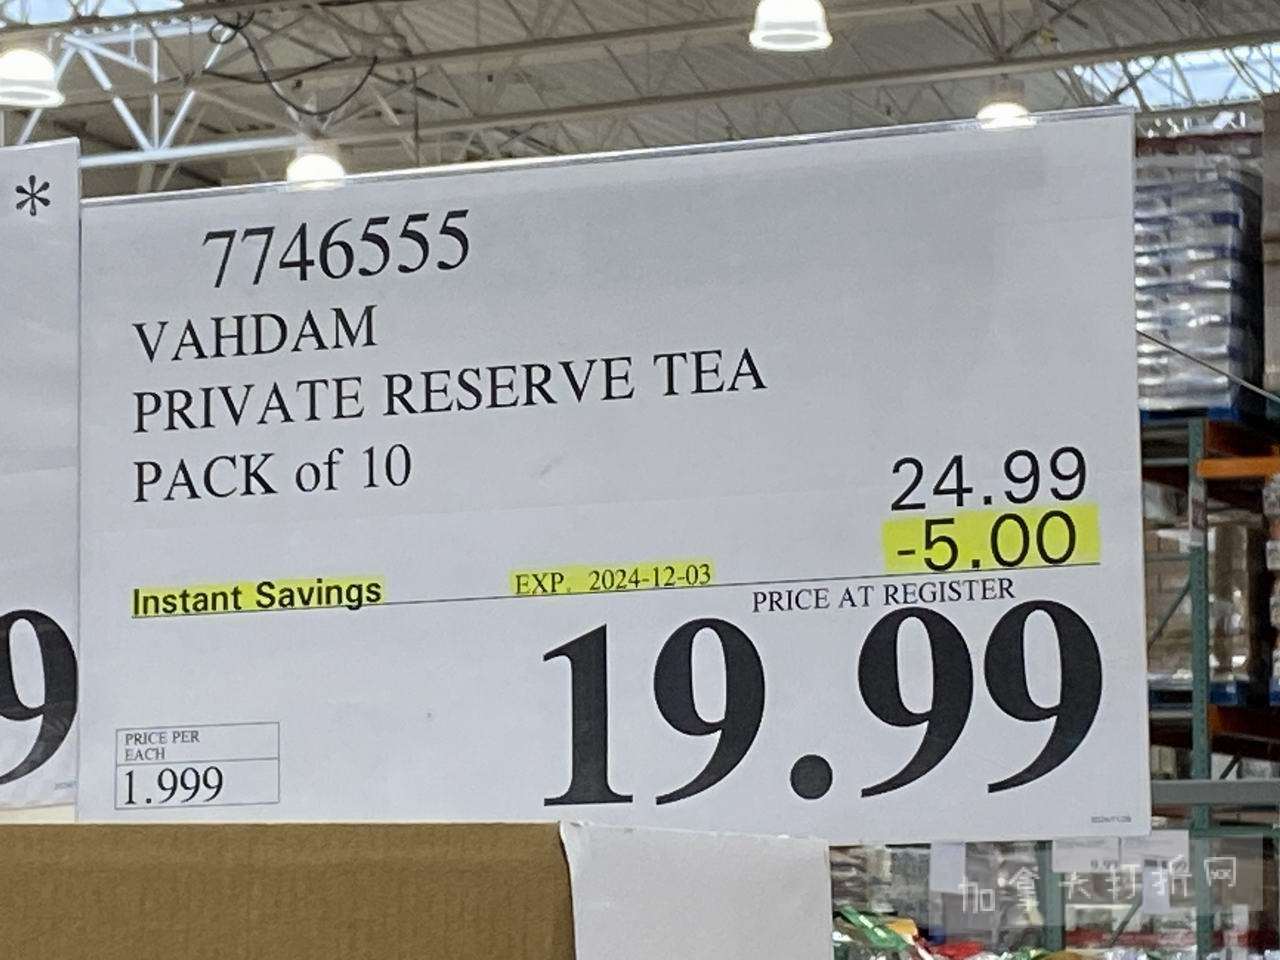 *
7746555
VAHDAM
PRIVATE RESERVE TEA
PACK of 10
24.99
-5.00
Instant Savings
EXP. 2024-12-03
PRICE AT REGISTER
19.99
9
PRICE PER
EACH
1.999
加拿大打折网